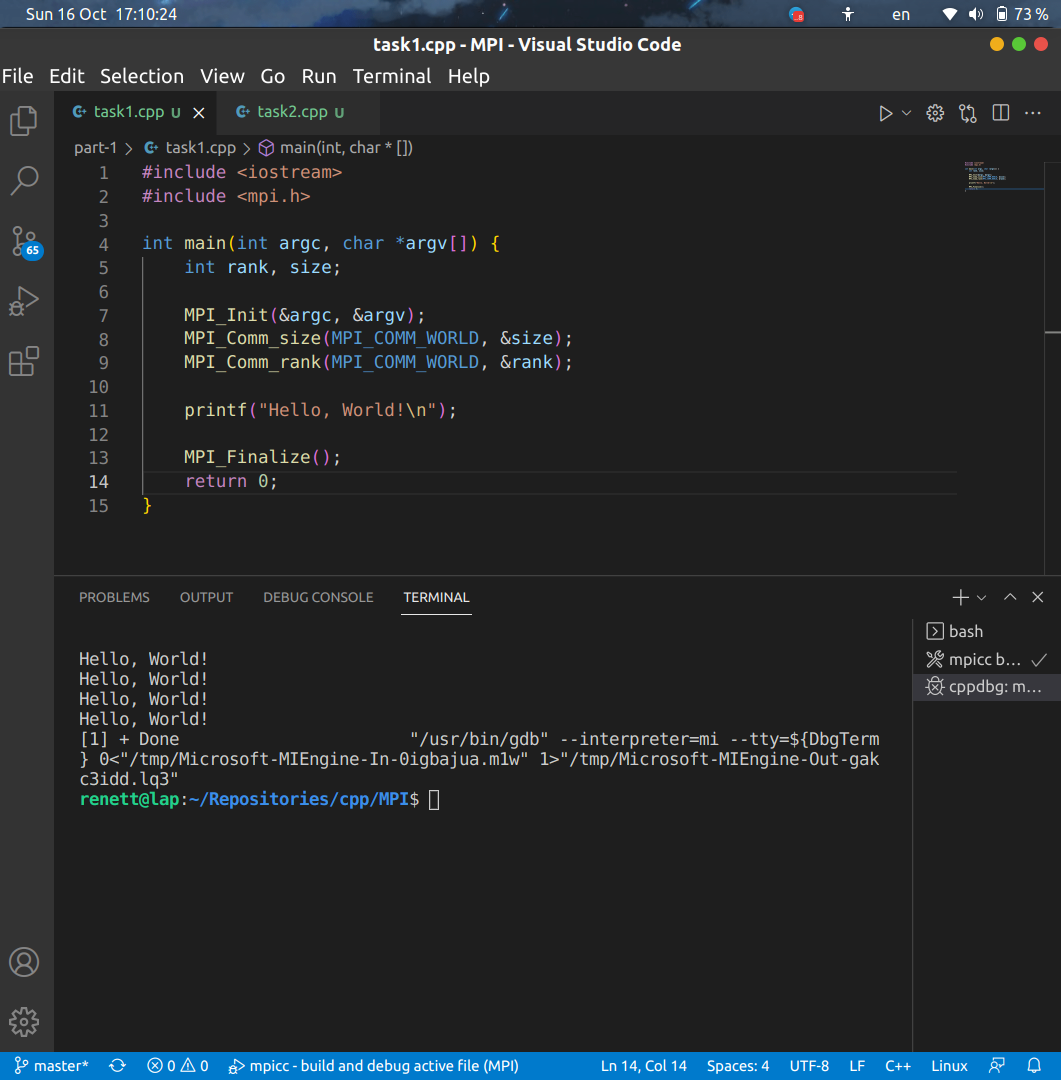 Sun 16 Oct 17:10:24
en
73 %
task1.cpp - MPI - Visual Studio Code
File Edit Selection View Go Run Terminal Help
task1.cpp U
task2.cpp U
part-1 > task1.cpp > main(int, char * [])
1 #include <iostream>
2 #include <mpi.h>
3
4 int main(int argc, char *argv[]) {
5 int rank, size;
6
7 MPI_Init(&argc, &argv);
8 MPI_Comm_size(MPI_COMM_WORLD, &size);
9 MPI_Comm_rank(MPI_COMM_WORLD, &rank);
10
11 printf("Hello, World!\n");
12
13 MPI_Finalize();
14 return 0;
15 }
65
PROBLEMS OUTPUT DEBUG CONSOLE TERMINAL
bash
mpicc b...
cppdbg: m...
Hello, World!
Hello, World!
Hello, World!
Hello, World!
[1] + Done "/usr/bin/gdb" --interpreter=mi --tty=${DbgTerm
} 0<"/tmp/Microsoft-MIEngine-In-0igbajua.m1w" 1>"/tmp/Microsoft-MIEngine-Out-gak
c3idd.lq3"
renett@lap:~/Repositories/cpp/MPI$
master* 0 0 mpicc - build and debug active file (MPI) Ln 14, Col 14 Spaces: 4 UTF-8 LF C++ Linux